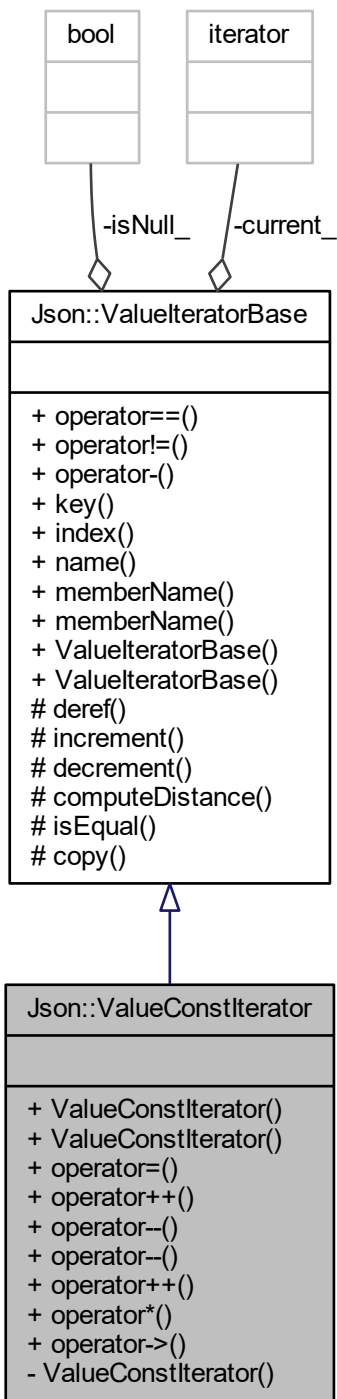 bool
iterator
-isNull_
-current_
Json::ValueIteratorBase
+ operator==()
+ operator!=()
+ operator-()
+ key()
+ index()
+ name()
+ memberName()
+ memberName()
+ ValueIteratorBase()
+ ValueIteratorBase()
# deref()
# increment()
# decrement()
# computeDistance()
# isEqual()
# copy()
Json::ValueConstIterator
+ ValueConstIterator()
+ ValueConstIterator()
+ operator=()
+ operator++()
+ operator--()
+ operator--()
+ operator++()
+ operator*()
+ operator->()
- ValueConstIterator()